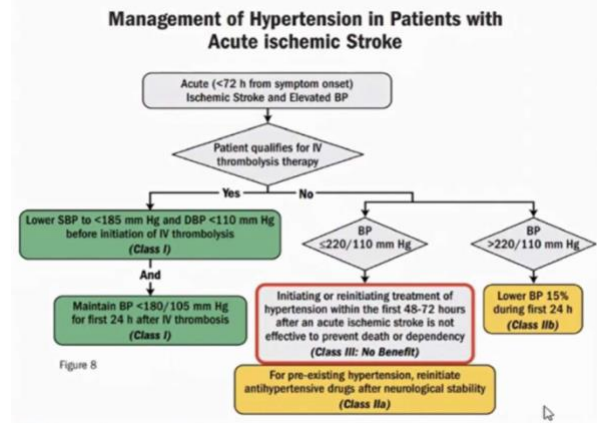 Management of Hypertension in Patients with
Acute ischemic Stroke
Acute (<72 h from symptom onset)
Ischemic Stroke and Elevated BP
Patient qualifies for IV
thrombolysis therapy
Yes
No
Lower SBP to <185 mm Hg and DBP <110 mm Hg
before initiation of IV thrombolysis
(Class I)
And
Maintain BP <180/105 mm Hg
for first 24 h after IV thrombosis
(Class I)
BP
≤220/110 mm Hg
BP
>220/110 mm Hg
Initiating or reinitiating treatment of
hypertension within the first 48-72 hours
after an acute ischemic stroke is not
effective to prevent death or dependency
(Class III: No Benefit)
Lower BP 15%
during first 24 h
(Class IIb)
For pre-existing hypertension, reinitiate
antihypertensive drugs after neurological stability
(Class IIa)
Figure 8